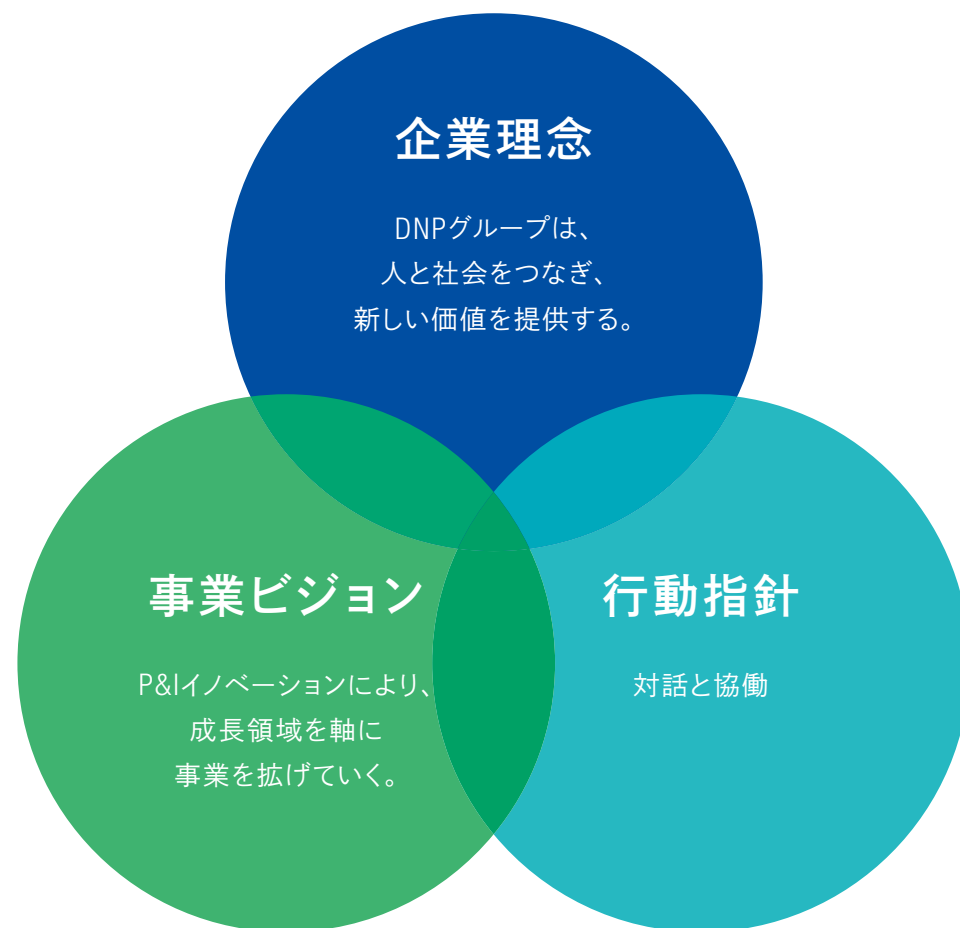 企業理念
DNPグループは、
人と社会をつなぎ、
新しい価値を提供する。
事業ビジョン
P&Iイノベーションにより、
成長領域を軸に
事業を拡げていく。
行動指針
対話と協働